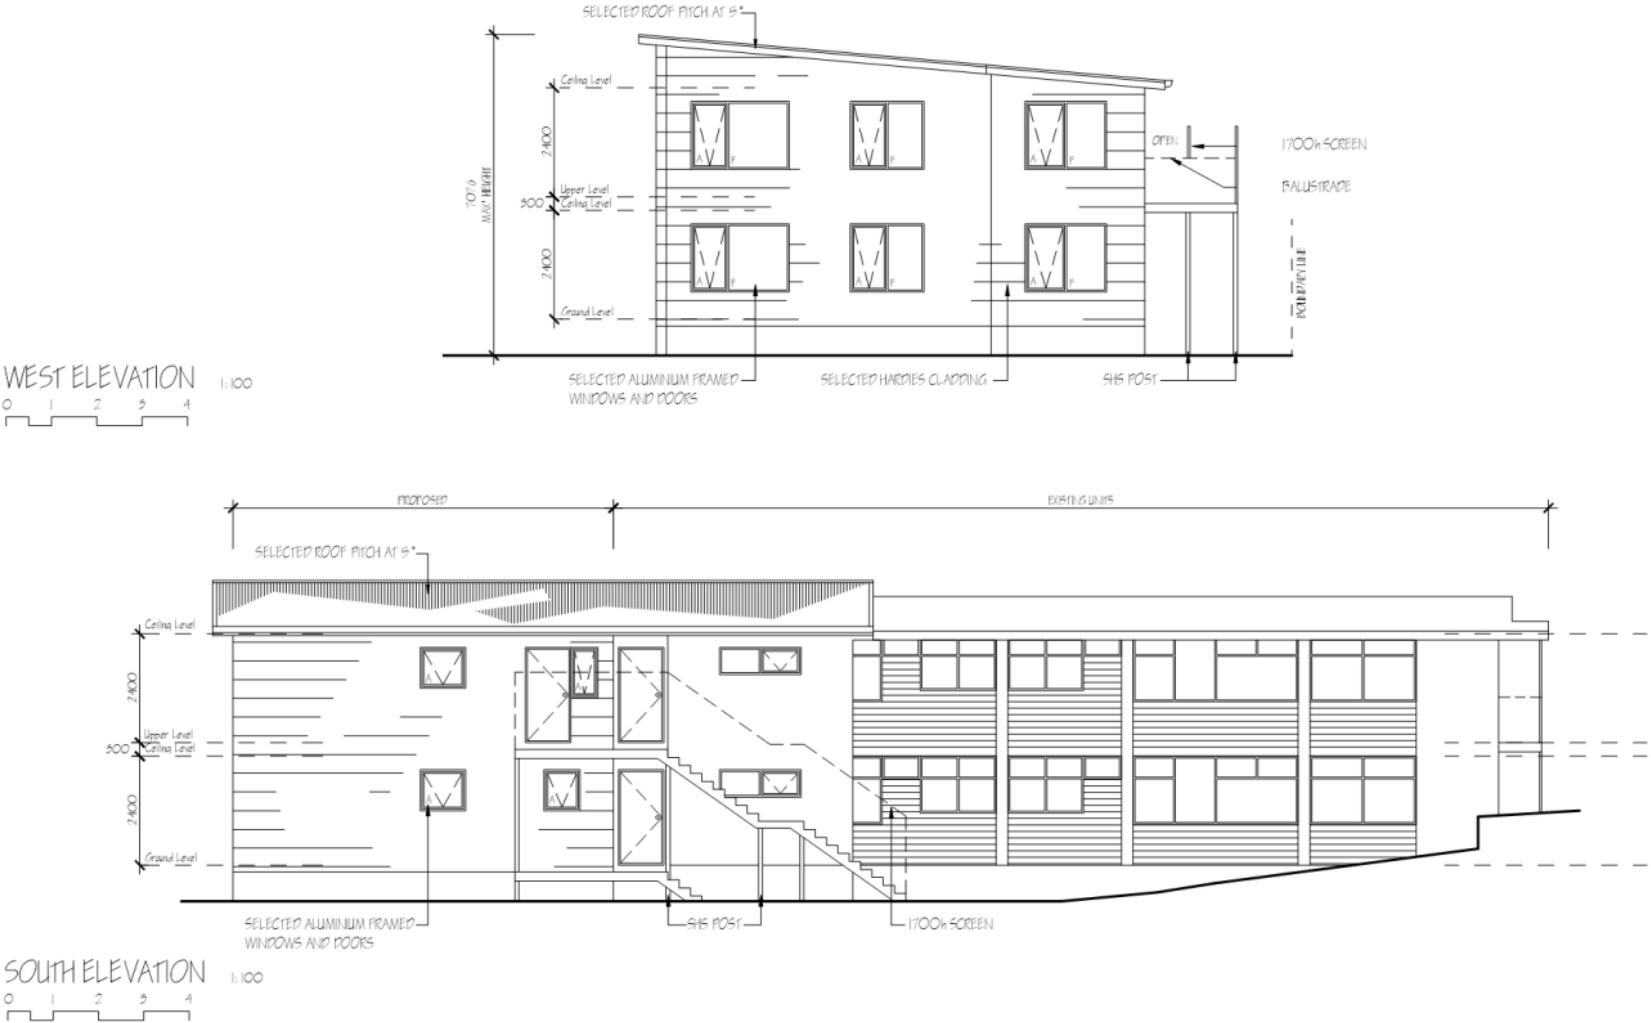 SELECTED ROOF PITCH AT 5°
Ceiling Level
2400
OPEN
1700h SCREEN
7076
MAX HEIGHT
Upper Level
BALUSTRADE
300
Ceiling Level
A F
2400
BOUNDARY LINE
A F
Ground Level
WEST ELEVATION 1:100
SELECTED ALUMINIUM FRAMED
WINDOWS AND DOORS
SELECTED HARDIES CLADDING
SHS POST
0 1 2 3 4
PROPOSED
EXISTING UNITS
SELECTED ROOF PITCH AT 5°
Ceiling Level
2400
A
A
Upper Level
300
Ceiling Level
2400
A
A
Ground Level
SELECTED ALUMINIUM FRAMED
WINDOWS AND DOORS
SHS POST
1700h SCREEN
SOUTH ELEVATION 1:100
0 1 2 3 4